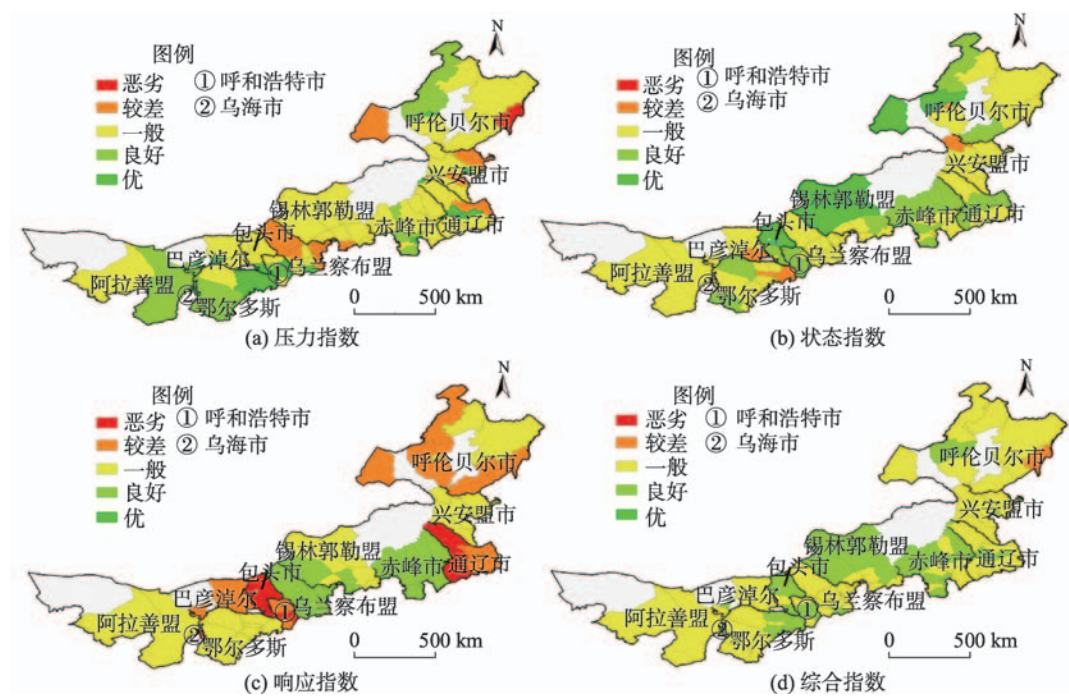 N
图例
恶劣 ① 呼和浩特市
较差 ② 乌海市
一般
良好
优
呼伦贝尔市
兴安盟市
锡林郭勒盟
赤峰市 通辽市
包头市
巴彦淖尔 ① 乌兰察布盟
阿拉善盟
② 鄂尔多斯
0 500 km
(a) 压力指数
N
图例
恶劣 ① 呼和浩特市
较差 ② 乌海市
一般
良好
优
呼伦贝尔市
兴安盟市
锡林郭勒盟
赤峰市 通辽市
包头市
巴彦淖尔 ① 乌兰察布盟
阿拉善盟
② 鄂尔多斯
0 500 km
(b) 状态指数
N
图例
恶劣 ① 呼和浩特市
较差 ② 乌海市
一般
良好
优
呼伦贝尔市
兴安盟市
锡林郭勒盟
赤峰市 通辽市
包头市
巴彦淖尔 ① 乌兰察布盟
阿拉善盟
② 鄂尔多斯
0 500 km
(c) 响应指数
N
图例
恶劣 ① 呼和浩特市
较差 ② 乌海市
一般
良好
优
呼伦贝尔市
兴安盟市
锡林郭勒盟
赤峰市 通辽市
包头市
巴彦淖尔 ① 乌兰察布盟
阿拉善盟
② 鄂尔多斯
0 500 km
(d) 综合指数